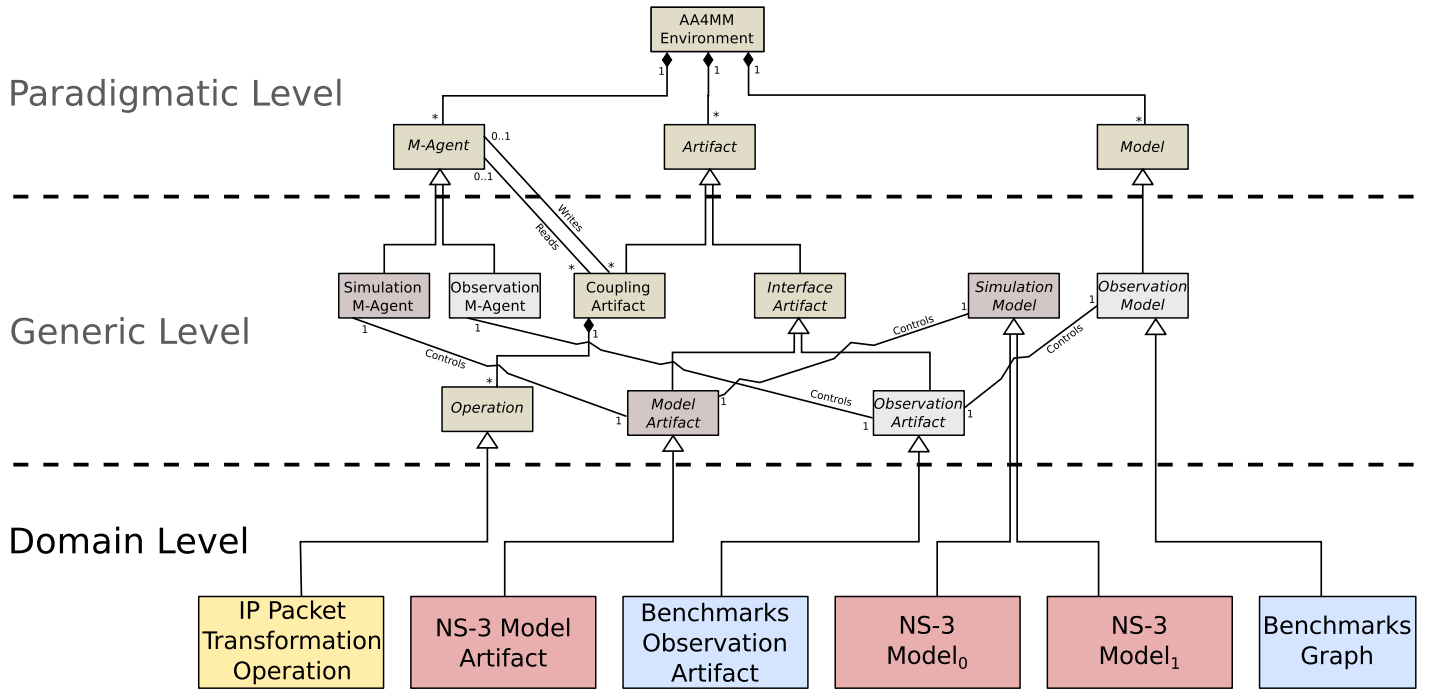 AA4MM
Environment
1
1
1
Paradigmatic Level
*
*
*
M-Agent
0..1
0..1
Artifact
Model
Writes
Reads
*
*
Simulation
M-Agent
Observation
M-Agent
Coupling
Artifact
Interface
Artifact
Simulation
Model
Observation
Model
Generic Level
1
1
1
1
1
Controls
Controls
Controls
Controls
*
Operation
1
Model
Artifact
1
1
Observation
Artifact
1
Domain Level
IP Packet
Transformation
Operation
NS-3 Model
Artifact
Benchmarks
Observation
Artifact
NS-3
Model₀
NS-3
Model₁
Benchmarks
Graph